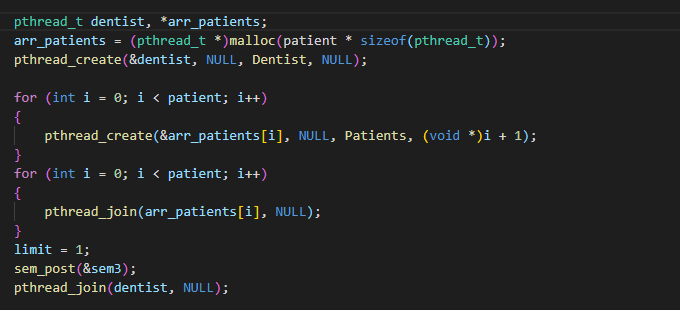 pthread_t dentist, *arr_patients;
arr_patients = (pthread_t *)malloc(patient * sizeof(pthread_t));
pthread_create(&dentist, NULL, Dentist, NULL);
for (int i = 0; i < patient; i++)
{
pthread_create(&arr_patients[i], NULL, Patients, (void *)i + 1);
}
for (int i = 0; i < patient; i++)
{
pthread_join(arr_patients[i], NULL);
}
limit = 1;
sem_post(&sem3);
pthread_join(dentist, NULL);